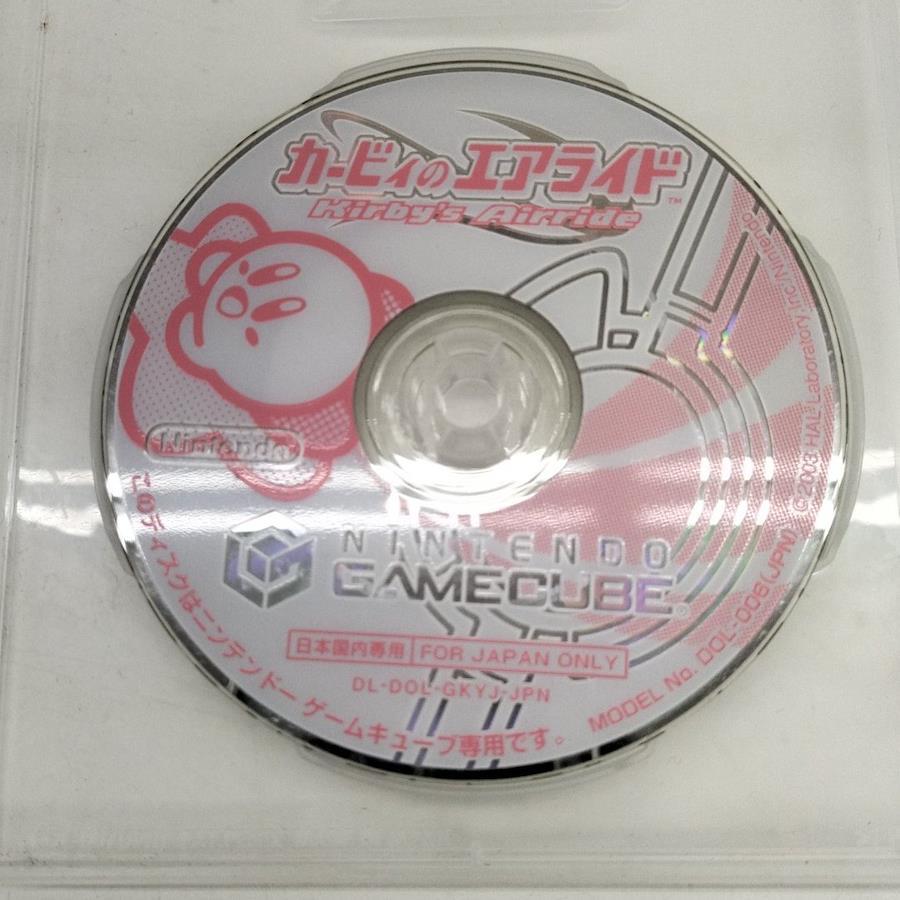 カービィのエアライド™
Kirby's Airride
Nintendo
NINTENDO
GAMECUBE®
日本国内専用 FOR JAPAN ONLY
DL-DOL-GKYJ-JPN
このディスクはニンテンドー ゲームキューブ専用です。
MODEL No. DOL-006(JPN) ©2003 HAL Laboratory,Inc/Nintendo